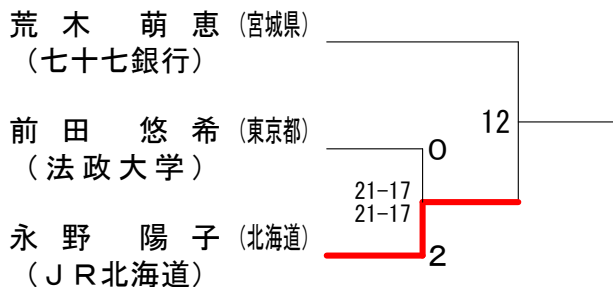 荒木 萌恵 (宮城県)
(七十七銀行)
12
前田 悠希 (東京都)
0
(法政大学)
21-17
21-17
永野 陽子 (北海道)
2
(JR北海道)